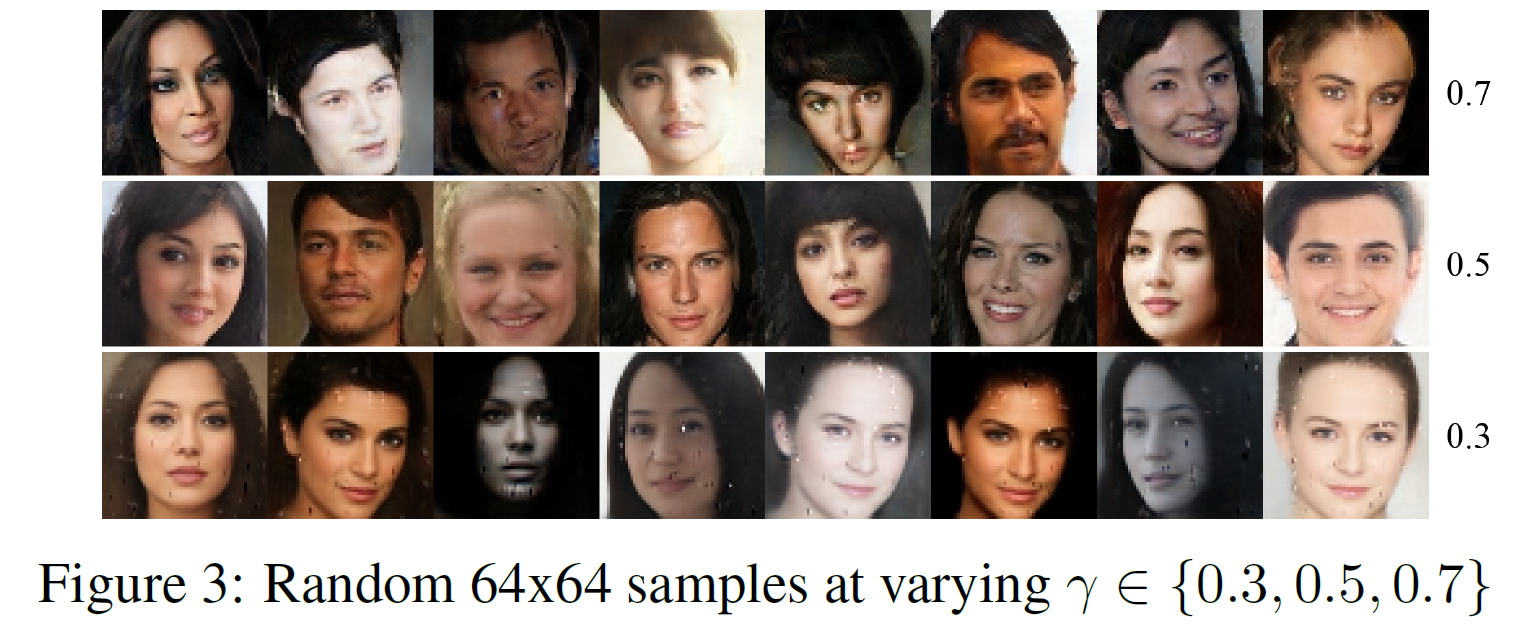 0.7
0.5
0.3
Figure 3: Random 64x64 samples at varying γ ∈ {0.3, 0.5, 0.7}